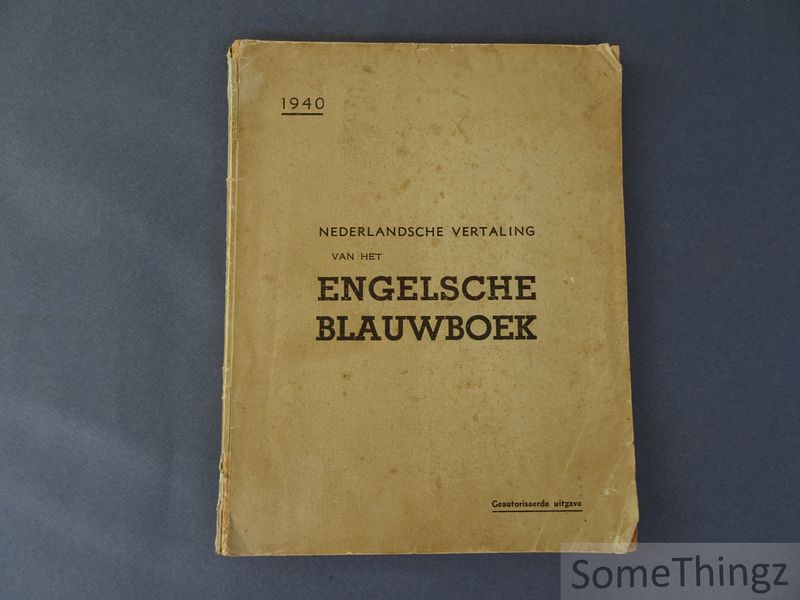 1940
NEDERLANDSCHE VERTALING
VAN HET
ENGELSCHE
BLAUWBOEK
Geautoriseerde uitgave
SomeThingz